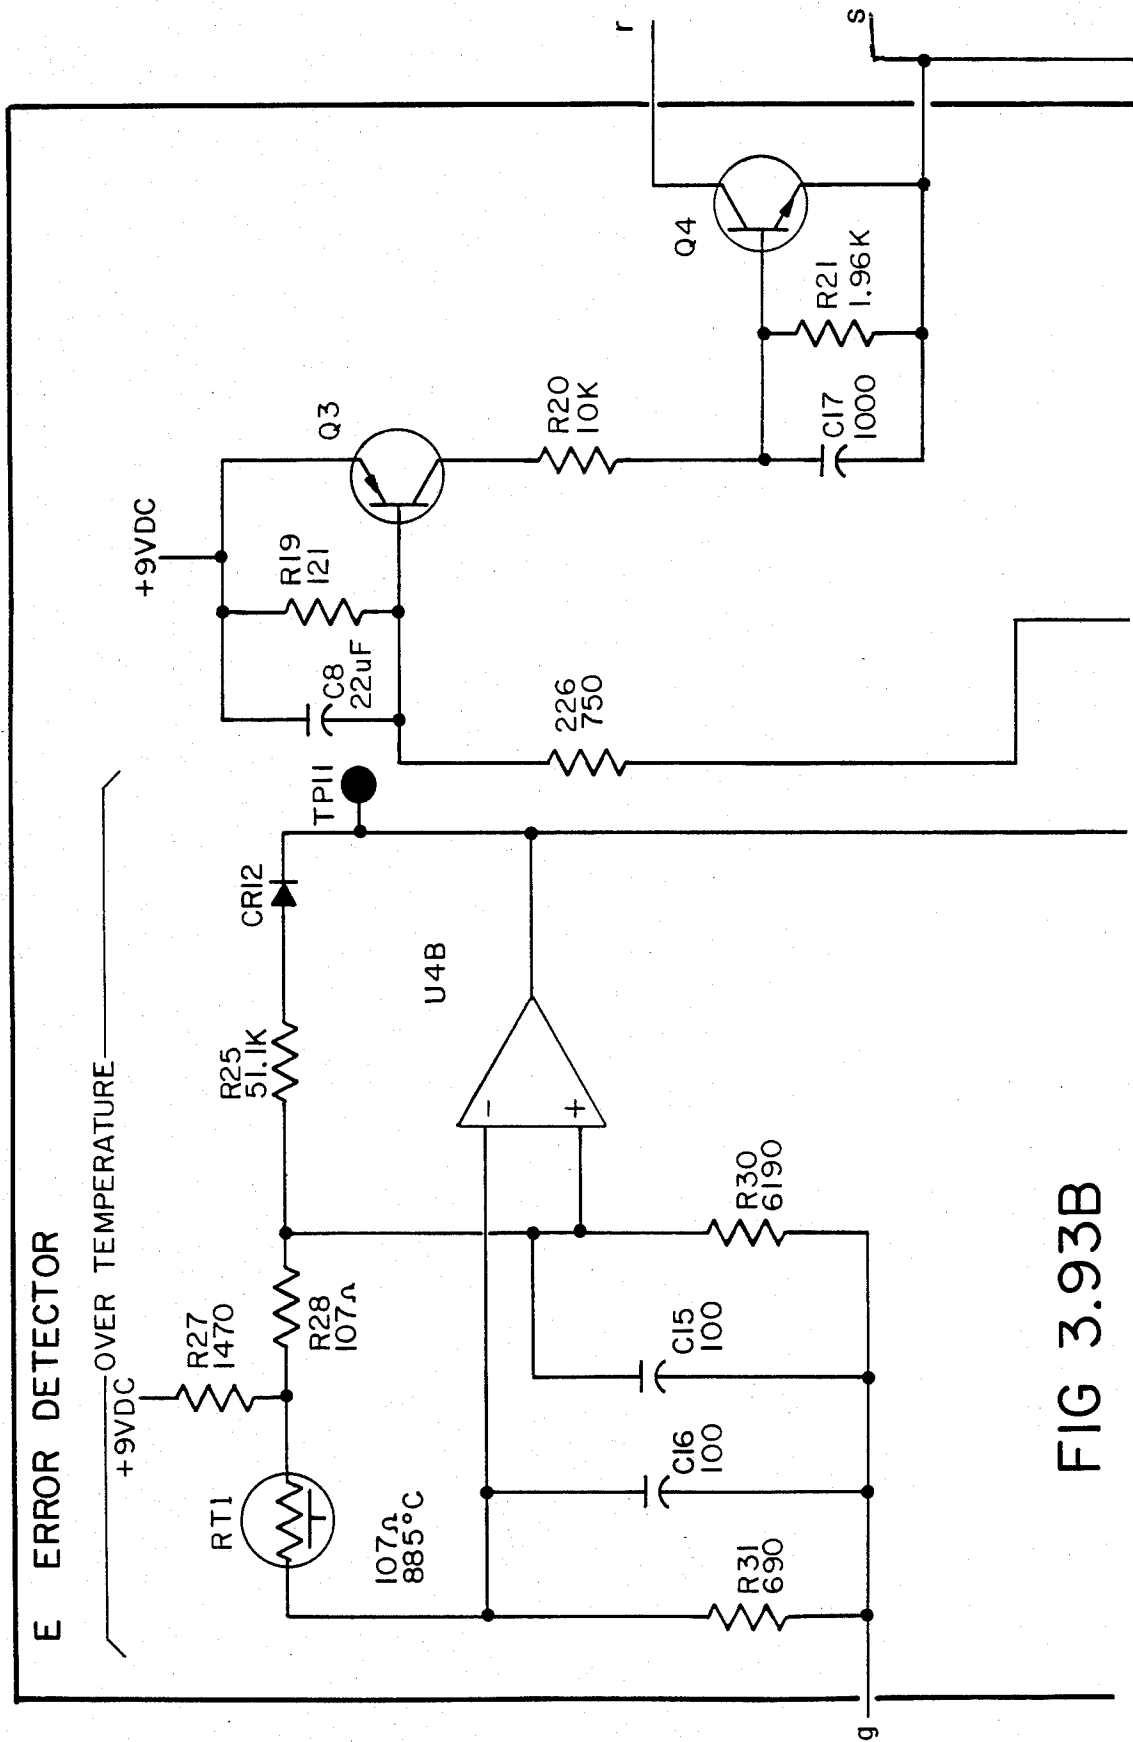 E ERROR DETECTOR
OVER TEMPERATURE
+9VDC
R27
1470
RT1
107Ω
885°C
R28
107Ω
R25
51.1K
CR12
TP11
U4B
-
+
R31
690
C16
100
C15
100
R30
6190
+9VDC
C8
22uF
R19
121
Q3
226
750
R20
10K
C17
1000
R21
1.96K
Q4
r
s
g
FIG 3.93B